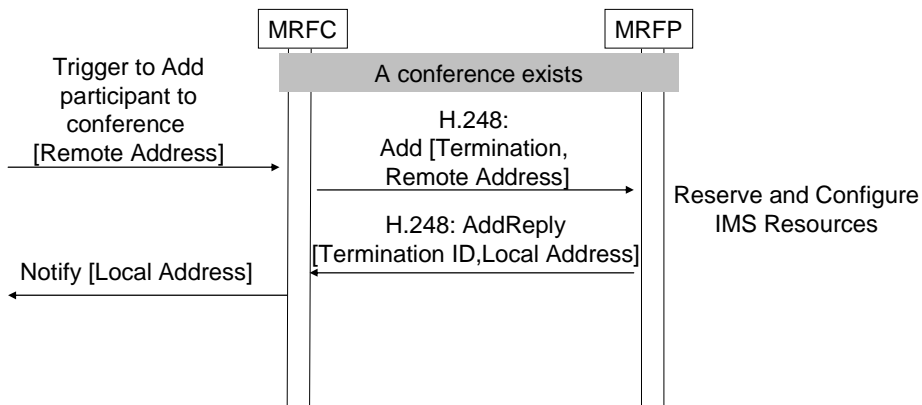 MRFC
MRFP
A conference exists
Trigger to Add
participant to
conference
[Remote Address]
H.248:
Add [Termination,
Remote Address]
Reserve and Configure
IMS Resources
H.248: AddReply
[Termination ID,Local Address]
Notify [Local Address]